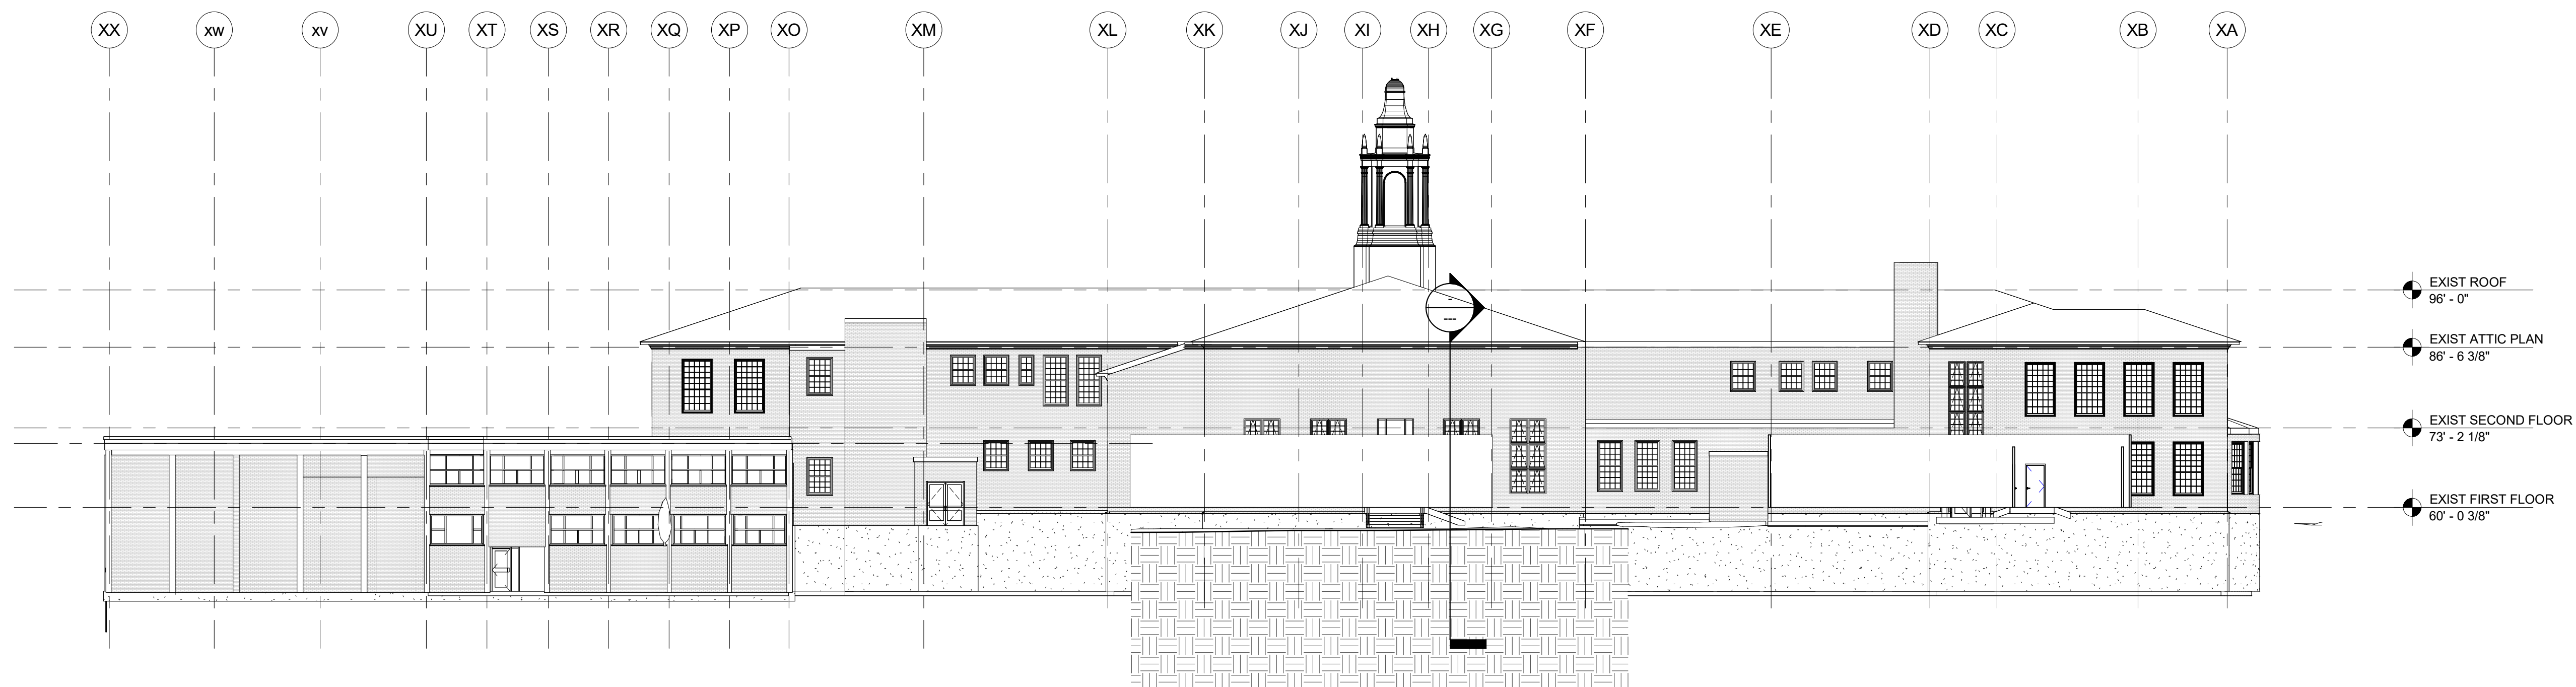 XX xw xv XU XT XS XR XQ XP XO XM XL XK XJ XI XH XG XF XE XD XC XB XA
-
---
EXIST ROOF
96' - 0"
EXIST ATTIC PLAN
86' - 6 3/8"
EXIST SECOND FLOOR
73' - 2 1/8"
EXIST FIRST FLOOR
60' - 0 3/8"